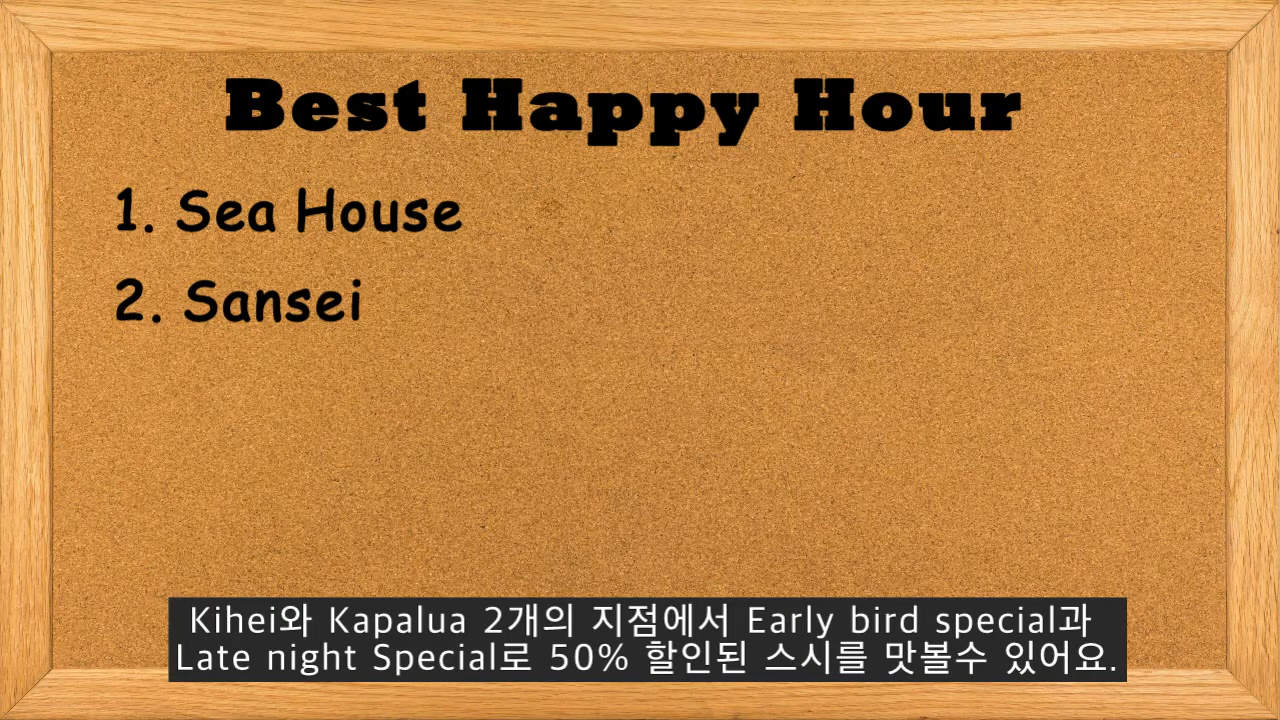 Best Happy Hour
1. Sea House
2. Sansei
Kihei와 Kapalua 2개의 지점에서 Early bird special과
Late night Special로 50% 할인된 스시를 맛볼수 있어요.